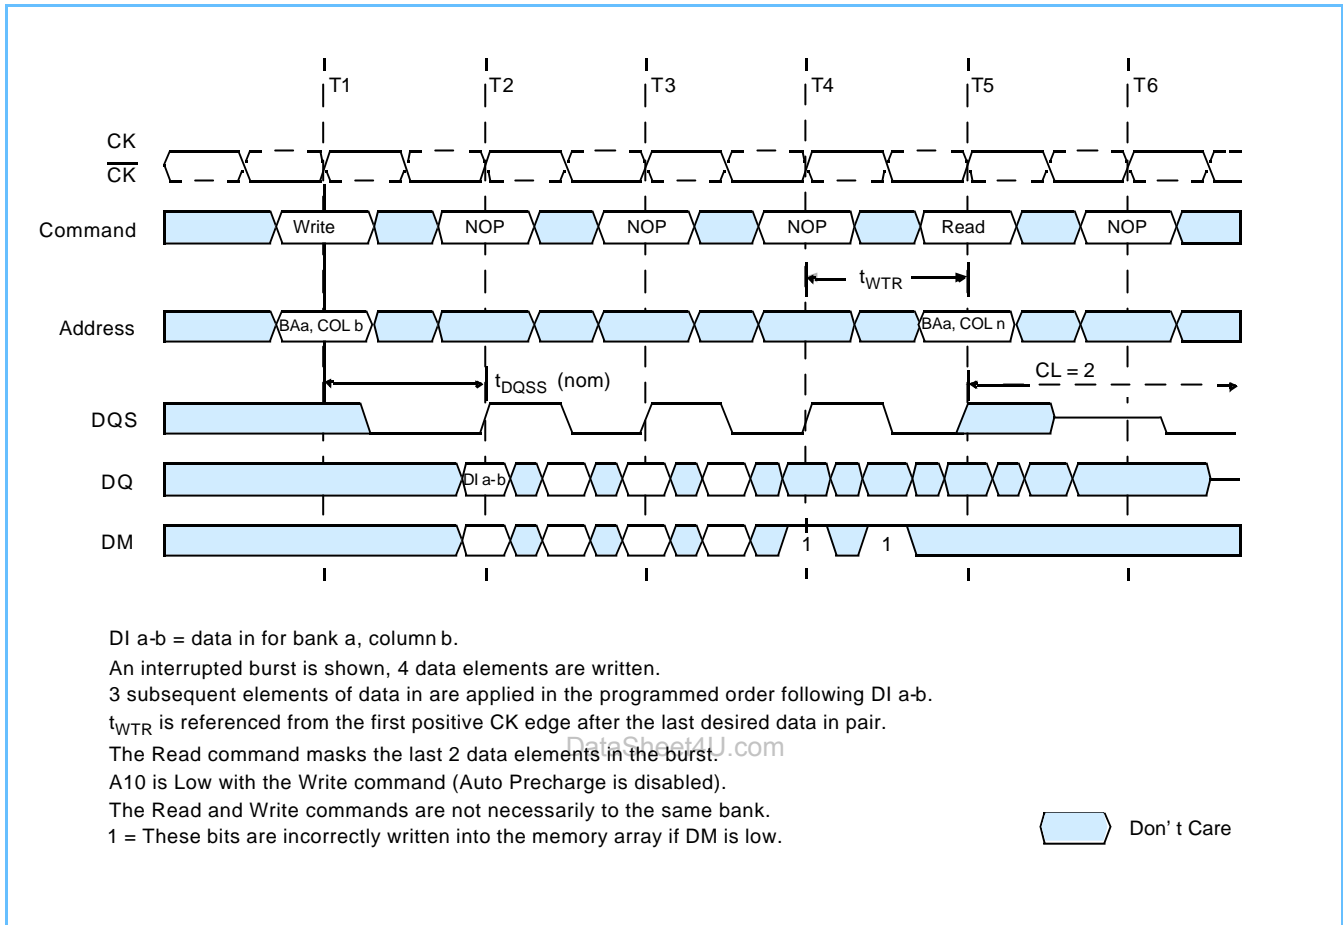 T1 T2 T3 T4 T5 T6
CK
CK
Command Write NOP NOP NOP Read NOP
tWTR
Address BAa, COL b BAa, COL n
tDQSS (nom) CL = 2
DQS
DQ DI a-b
DM 1 1
DI a-b = data in for bank a, column b.
An interrupted burst is shown, 4 data elements are written.
3 subsequent elements of data in are applied in the programmed order following DI a-b.
tWTR is referenced from the first positive CK edge after the last desired data in pair.
DataSheet4U.com
The Read command masks the last 2 data elements in the burst.
A10 is Low with the Write command (Auto Precharge is disabled).
The Read and Write commands are not necessarily to the same bank.
1 = These bits are incorrectly written into the memory array if DM is low.
Don' t Care